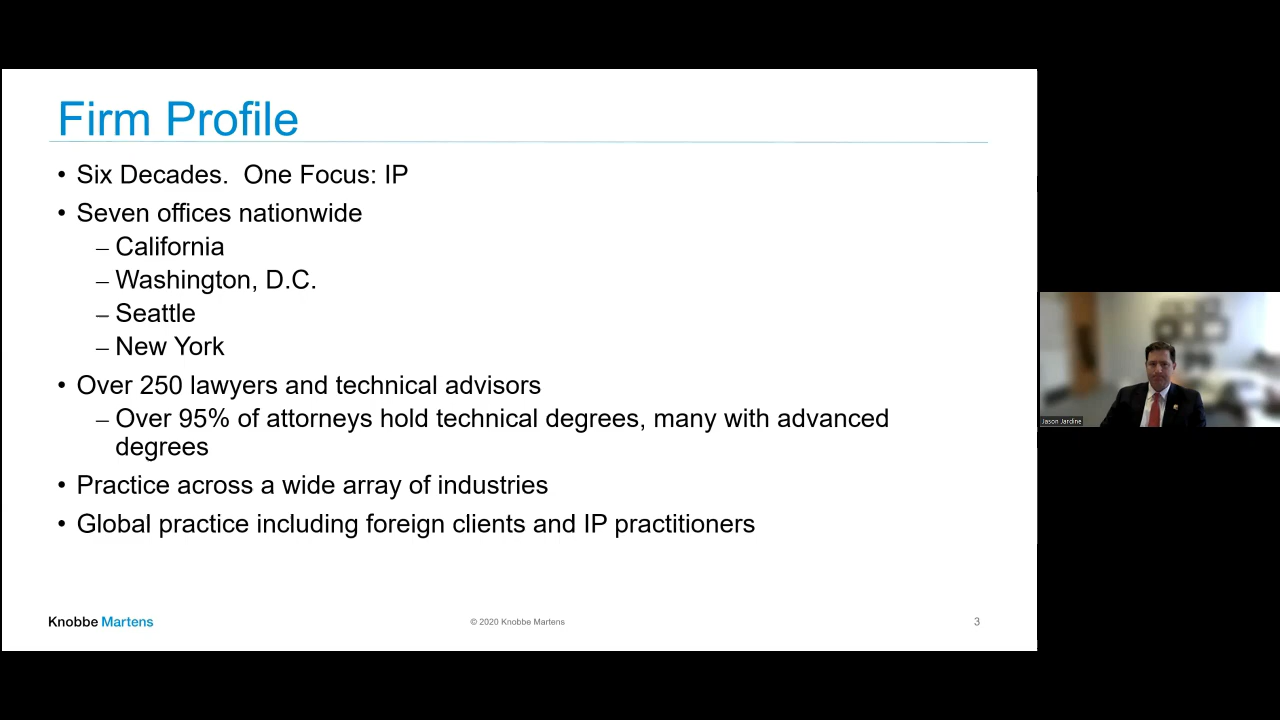 Firm Profile
• Six Decades.  One Focus: IP
• Seven offices nationwide
– California
– Washington, D.C.
– Seattle
– New York
• Over 250 lawyers and technical advisors
– Over 95% of attorneys hold technical degrees, many with advanced
degrees
• Practice across a wide array of industries
• Global practice including foreign clients and IP practitioners
Knobbe Martens
© 2020 Knobbe Martens
3
Jason Jardine